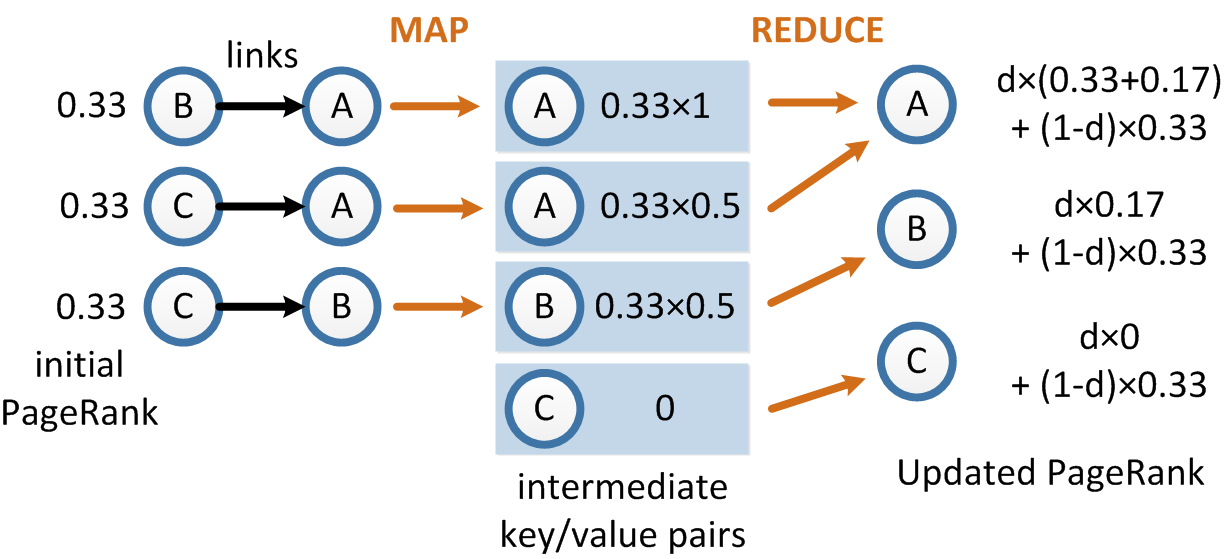 MAP
REDUCE
links
0.33 B A A 0.33×1 A d×(0.33+0.17)
+ (1-d)×0.33
0.33 C A A 0.33×0.5
B d×0.17
+ (1-d)×0.33
0.33 C B B 0.33×0.5
initial
PageRank
C 0
C d×0
+ (1-d)×0.33
intermediate
key/value pairs
Updated PageRank